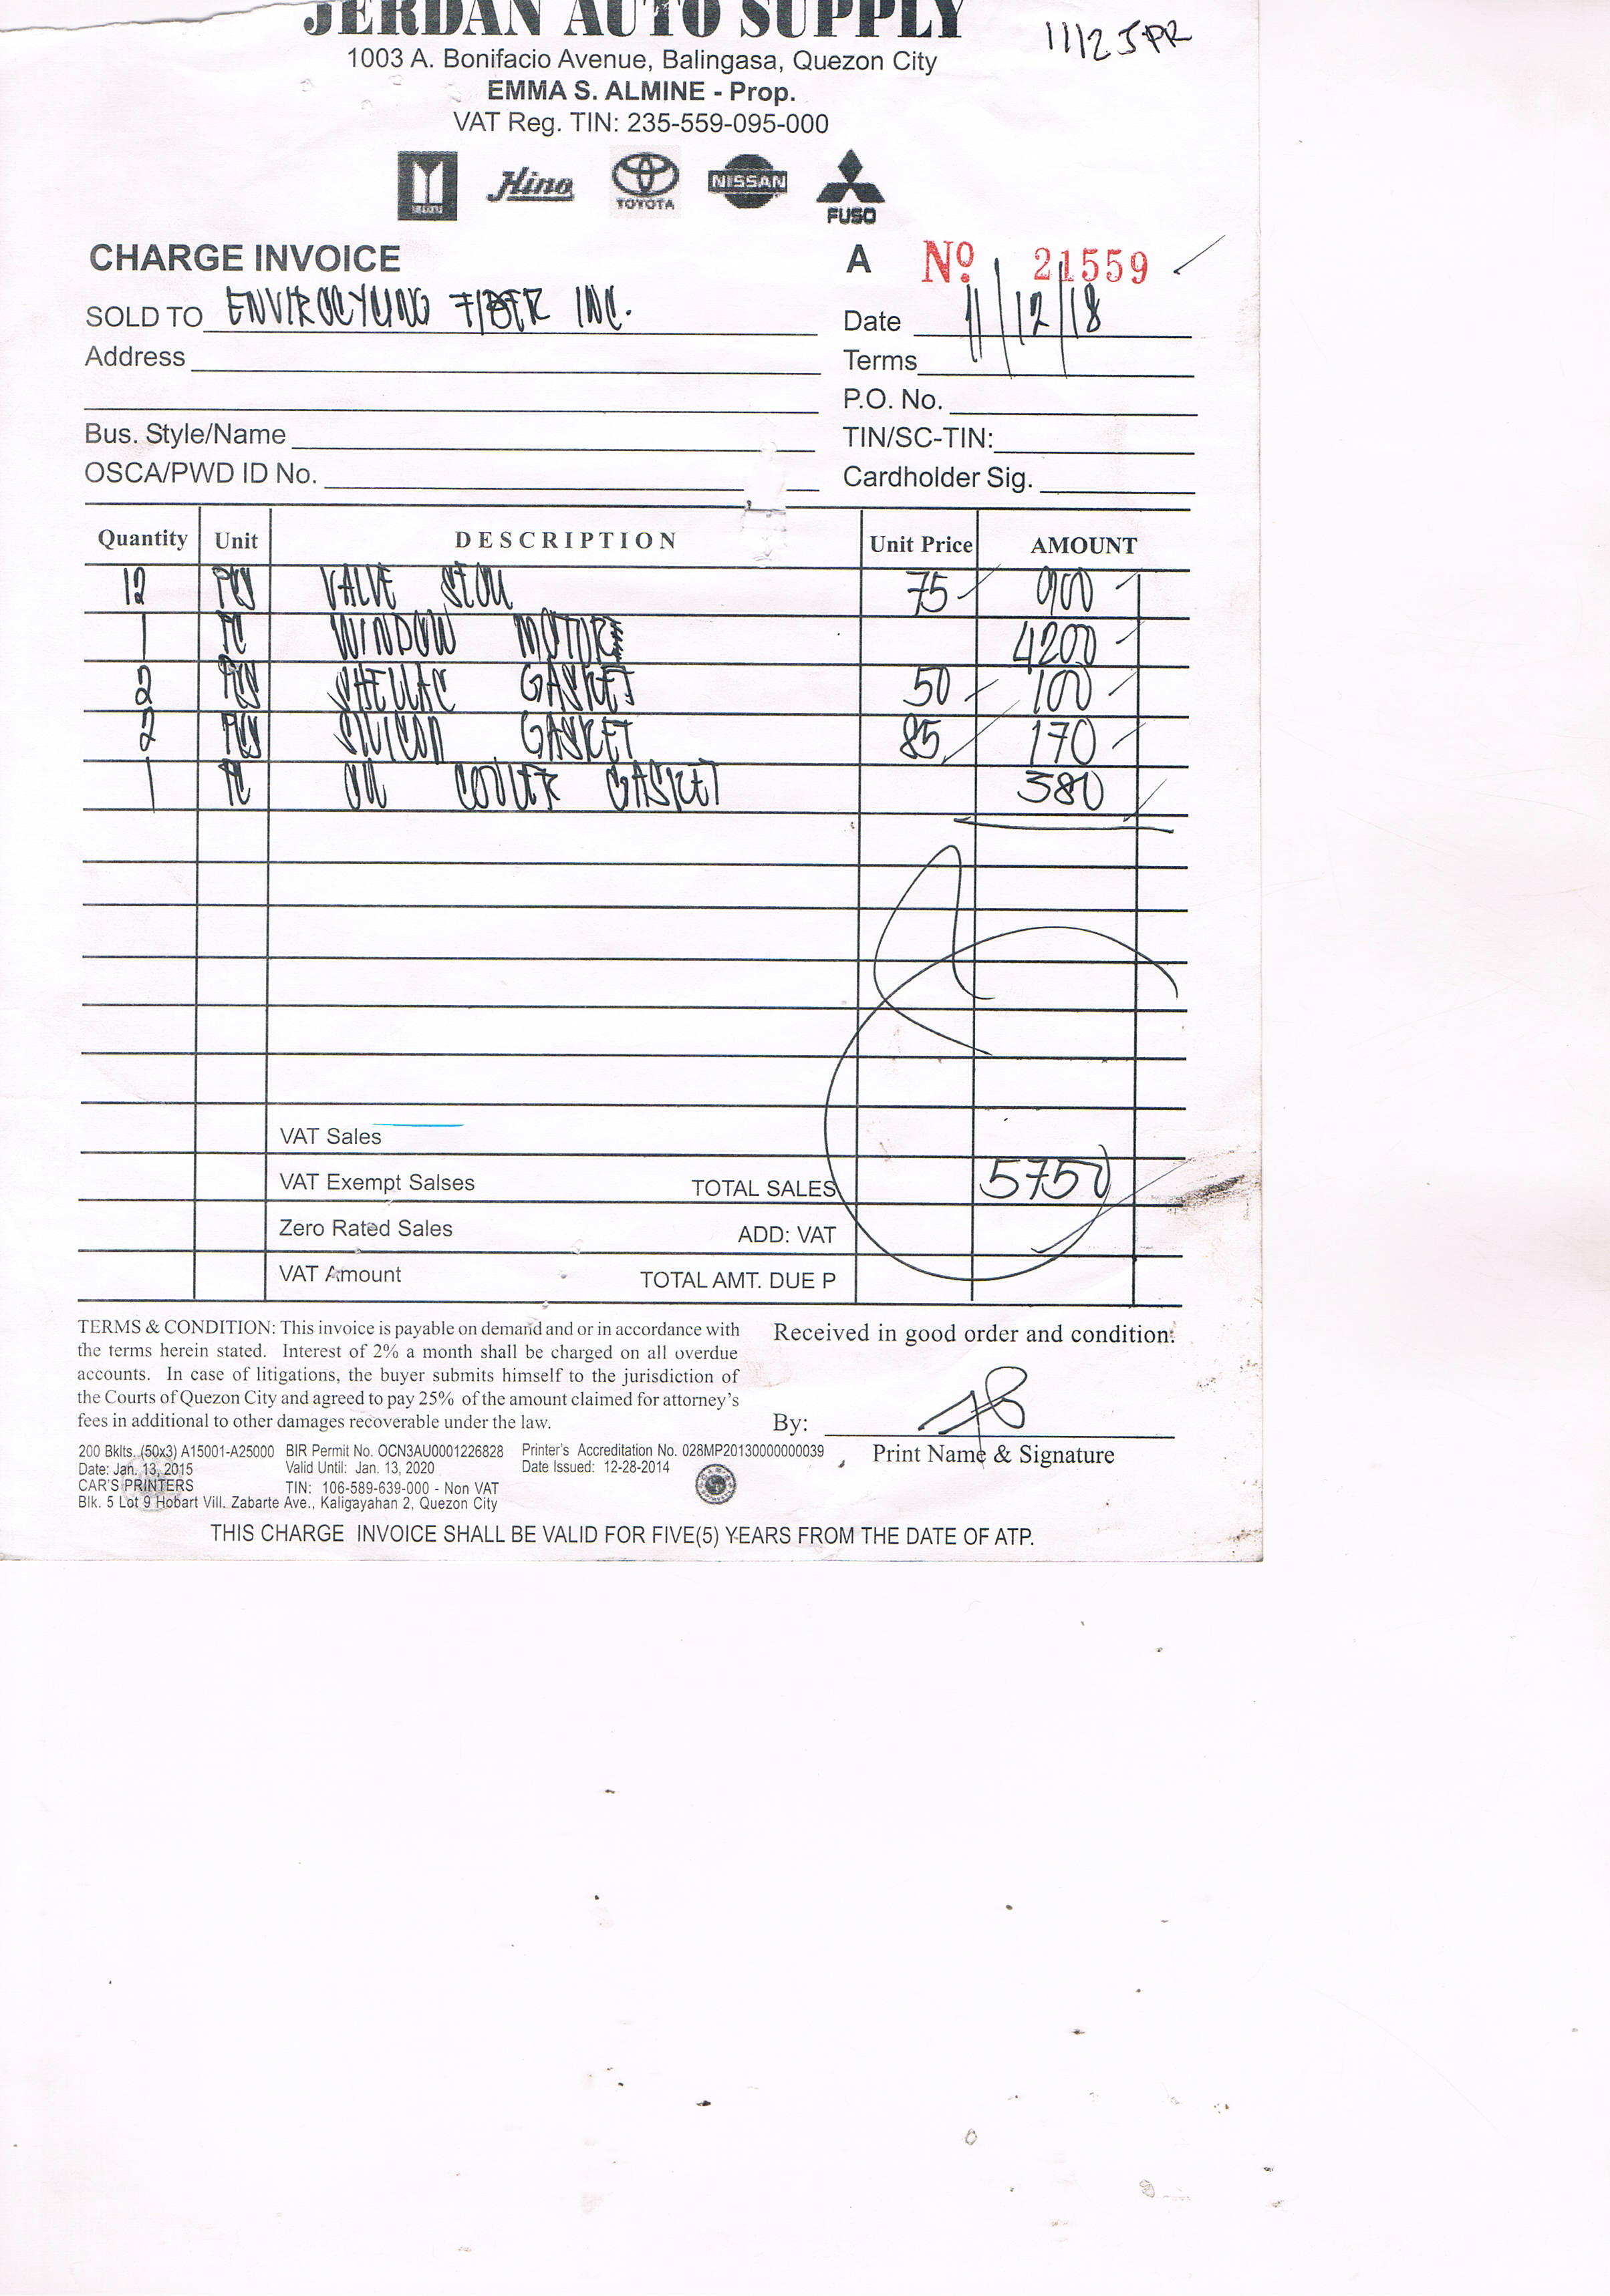 JERDAN AUTO SUPPLY
1003 A. Bonifacio Avenue, Balingasa, Quezon City
EMMA S. ALMINE - Prop.
VAT Reg. TIN: 235-559-095-000
ISUZU Hino TOYOTA NISSAN FUSO
CHARGE INVOICE A Nº 21559
SOLD TO ENVIROCYCLING FIBER INC. Date 11/12/18
Address Terms
P.O. No.
Bus. Style/Name TIN/SC-TIN:
OSCA/PWD ID No. Cardholder Sig.
Quantity Unit DESCRIPTION Unit Price AMOUNT
12 PCS VALVE 75 900
1 PC WINDOW MOTOR 4200
2 PCS SHELLAC GASKET 50 100
2 PCS SILICON GASKET 85 170
1 PC OIL COOLER GASKET 380
VAT Sales
VAT Exempt Salses TOTAL SALES 5750
Zero Rated Sales ADD: VAT
VAT Amount TOTAL AMT. DUE P
TERMS & CONDITION: This invoice is payable on demand and or in accordance with
the terms herein stated. Interest of 2% a month shall be charged on all overdue
accounts. In case of litigations, the buyer submits himself to the jurisdiction of
the Courts of Quezon City and agreed to pay 25% of the amount claimed for attorney's
fees in additional to other damages recoverable under the law.
Received in good order and condition:
By:
Print Name & Signature
200 Bklts. (50x3) A15001-A25000 BIR Permit No. OCN3AU0001226828 Printer's Accreditation No. 028MP20130000000039
Date: Jan. 13, 2015 Valid Until: Jan. 13, 2020 Date Issued: 12-28-2014
CAR'S PRINTERS TIN: 106-589-639-000 - Non VAT
Blk. 5 Lot 9 Hobart Vill. Zabarte Ave., Kaligayahan 2, Quezon City
THIS CHARGE INVOICE SHALL BE VALID FOR FIVE(5) YEARS FROM THE DATE OF ATP.